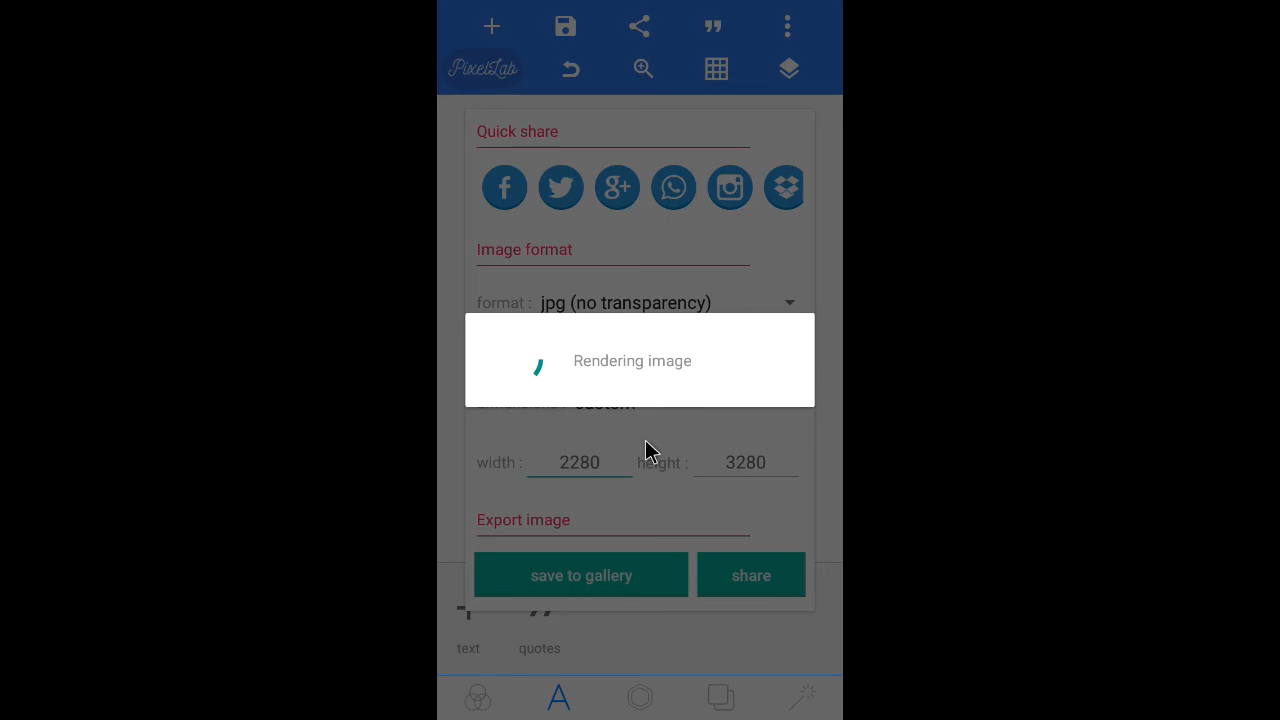 PixelLab
Quick share
Image format
format : jpg (no transparency)
Rendering image
width : 2280 height : 3280
Export image
save to gallery share
text quotes